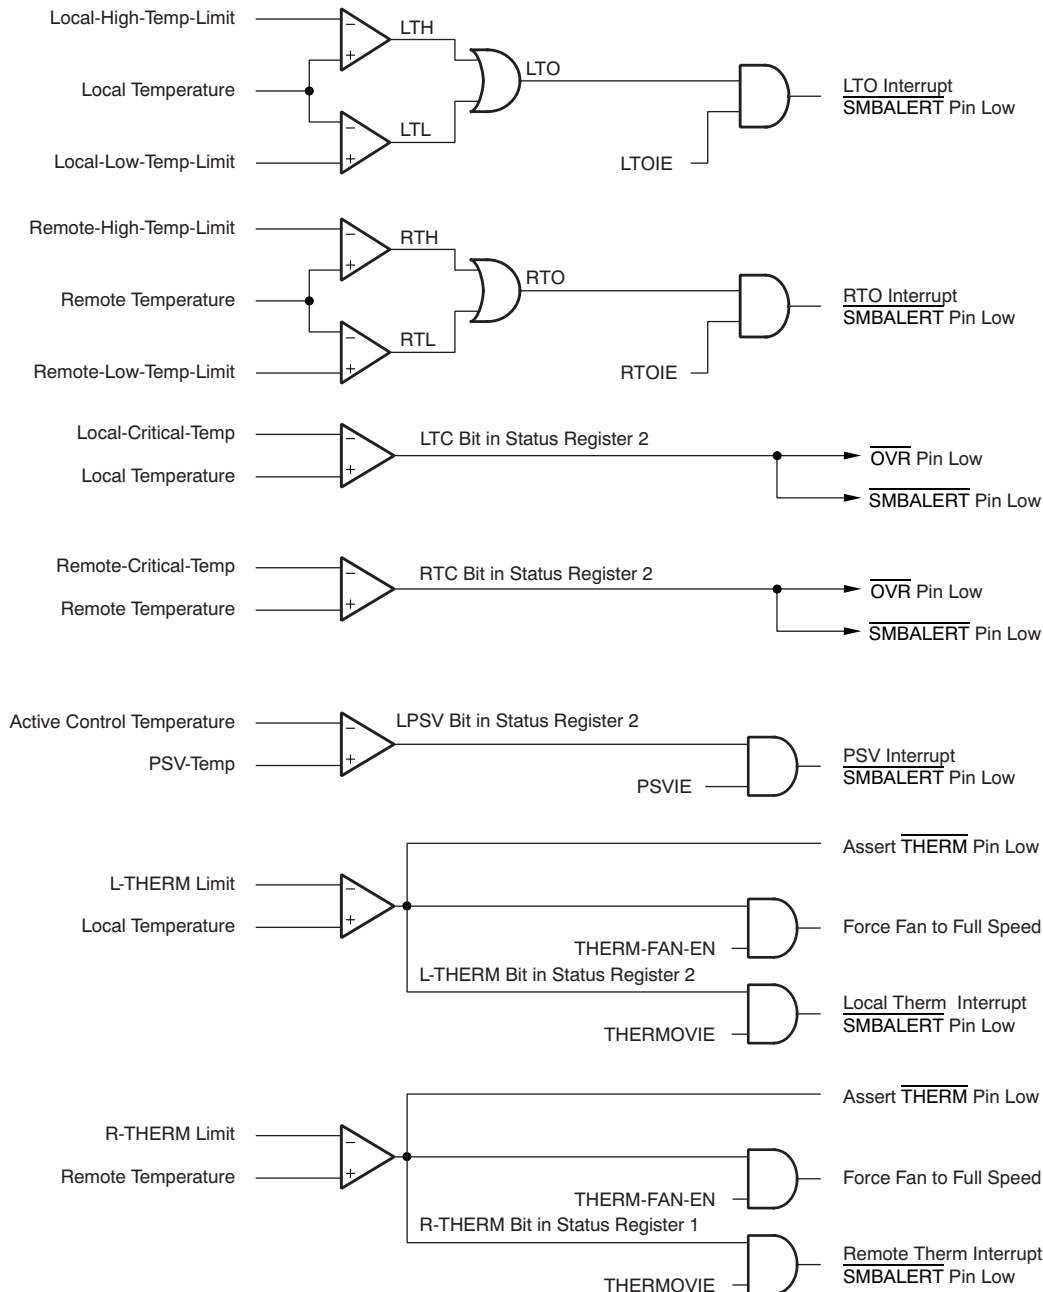 Local-High-Temp-Limit
−
LTH
+
LTO
Local Temperature
LTO Interrupt
SMBALERT Pin Low
−
LTL
+
Local-Low-Temp-Limit
LTOIE
Remote-High-Temp-Limit
−
RTH
+
RTO
Remote Temperature
RTO Interrupt
SMBALERT Pin Low
−
RTL
+
Remote-Low-Temp-Limit
RTOIE
Local-Critical-Temp
−
LTC Bit in Status Register 2
OVR Pin Low
Local Temperature
+
SMBALERT Pin Low
Remote-Critical-Temp
−
RTC Bit in Status Register 2
OVR Pin Low
Remote Temperature
+
SMBALERT Pin Low
Active Control Temperature
−
LPSV Bit in Status Register 2
PSV-Temp
+
PSV Interrupt
SMBALERT Pin Low
PSVIE
Assert THERM Pin Low
L-THERM Limit
−
Local Temperature
+
Force Fan to Full Speed
THERM-FAN-EN
L-THERM Bit in Status Register 2
Local Therm Interrupt
SMBALERT Pin Low
THERMOVIE
Assert THERM Pin Low
R-THERM Limit
−
Remote Temperature
+
Force Fan to Full Speed
THERM-FAN-EN
R-THERM Bit in Status Register 1
Remote Therm Interrupt
SMBALERT Pin Low
THERMOVIE